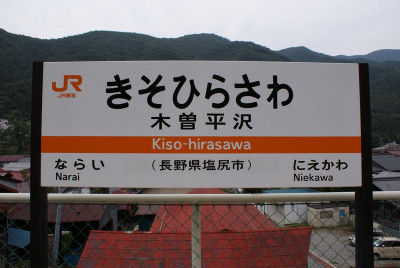 JR
JR東海
きそひらさわ
木曽平沢
Kiso-hirasawa
ならい （長野県塩尻市） にえかわ
Narai Niekawa